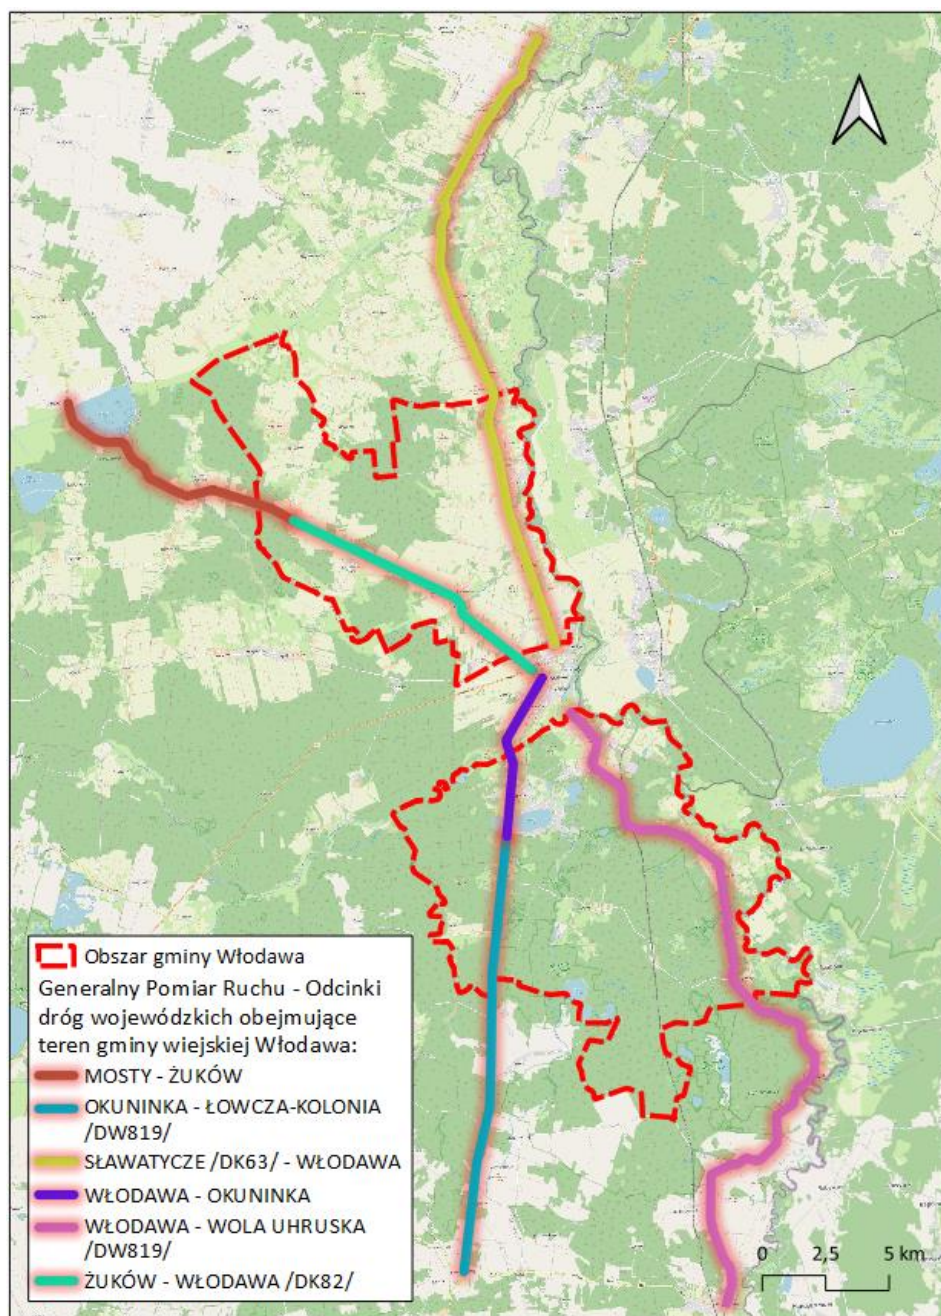 Obszar gminy Włodawa
Generalny Pomiar Ruchu - Odcinki
dróg wojewódzkich obejmujące
teren gminy wiejskiej Włodawa:
MOSTY - ŻUKÓW
OKUNINKA - ŁOWCZA-KOLONIA
/DW819/
SŁAWATYCZE /DK63/ - WŁODAWA
WŁODAWA - OKUNINKA
WŁODAWA - WOLA UHRUSKA
/DW819/
ŻUKÓW - WŁODAWA /DK82/
0 2,5 5 km